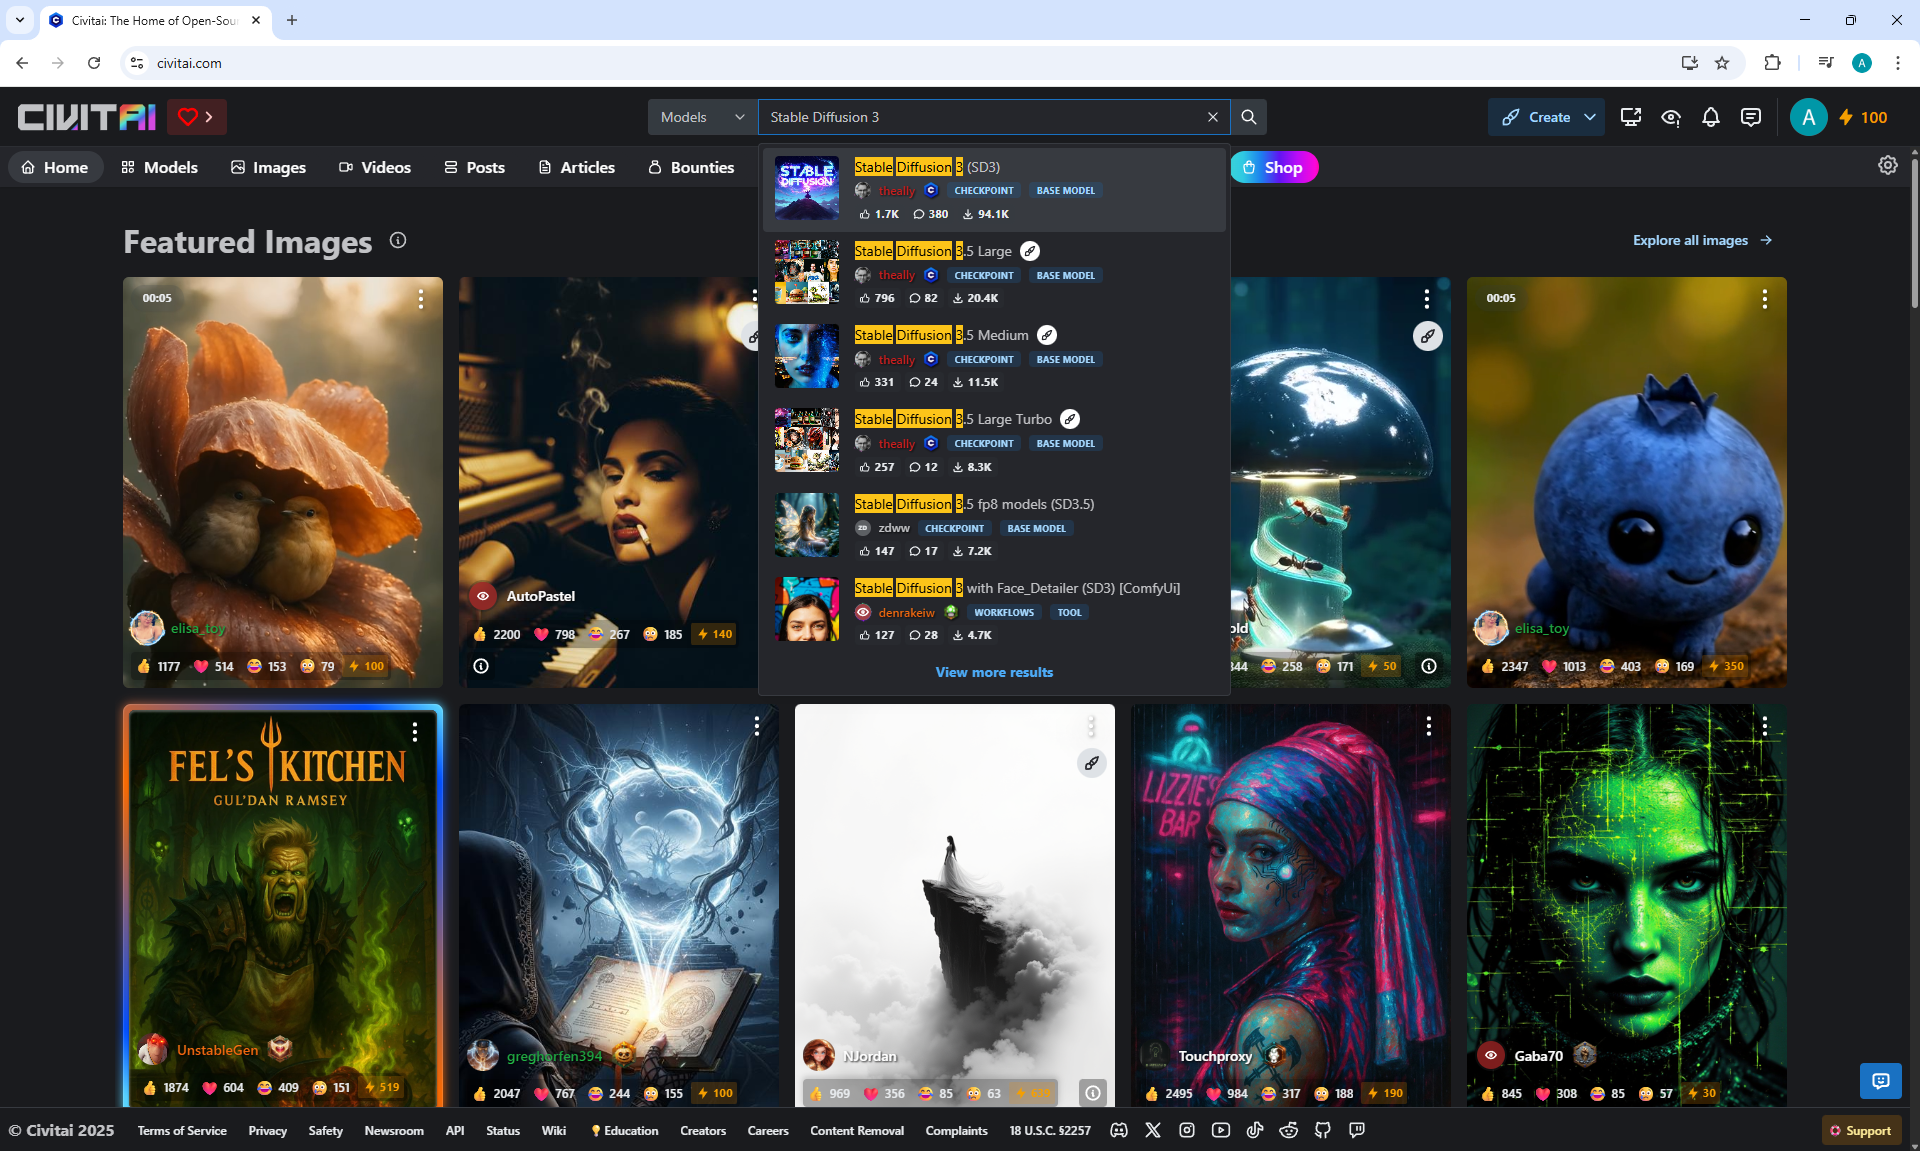 Civitai: The Home of Open-Sou
civitai.com
A
CIVITAI
Models
Stable Diffusion 3
Create
A
100
Home
Models
Images
Videos
Posts
Articles
Bounties
Shop
Featured Images
Explore all images
STABLE DIFFUSION
Stable Diffusion 3 (SD3)
theally CHECKPOINT BASE MODEL
1.7K 380 94.1K
Stable Diffusion 3.5 Large
theally CHECKPOINT BASE MODEL
796 82 20.4K
Stable Diffusion 3.5 Medium
theally CHECKPOINT BASE MODEL
331 24 11.5K
Stable Diffusion 3.5 Large Turbo
theally CHECKPOINT BASE MODEL
257 12 8.3K
Stable Diffusion 3.5 fp8 models (SD3.5)
ZD zdww CHECKPOINT BASE MODEL
147 17 7.2K
Stable Diffusion 3 with Face_Detailer (SD3) [ComfyUi]
denrakeiw WORKFLOWS TOOL
127 28 4.7K
View more results
00:05
elisa_toy
1177 514 153 79 100
AutoPastel
2200 798 267 185 140
old
344 258 171 50
00:05
elisa_toy
2347 1013 403 169 350
FEL'S KITCHEN
GUL'DAN RAMSEY
UnstableGen
1874 604 409 151 519
greghorfen394
2047 767 244 155 100
NJordan
969 356 85 63
LIZZIE'S
BAR
Touchproxy
2495 984 317 188 190
Gaba70
845 308 85 57 30
© Civitai 2025
Terms of Service
Privacy
Safety
Newsroom
API
Status
Wiki
Education
Creators
Careers
Content Removal
Complaints
18 U.S.C. §2257
Support